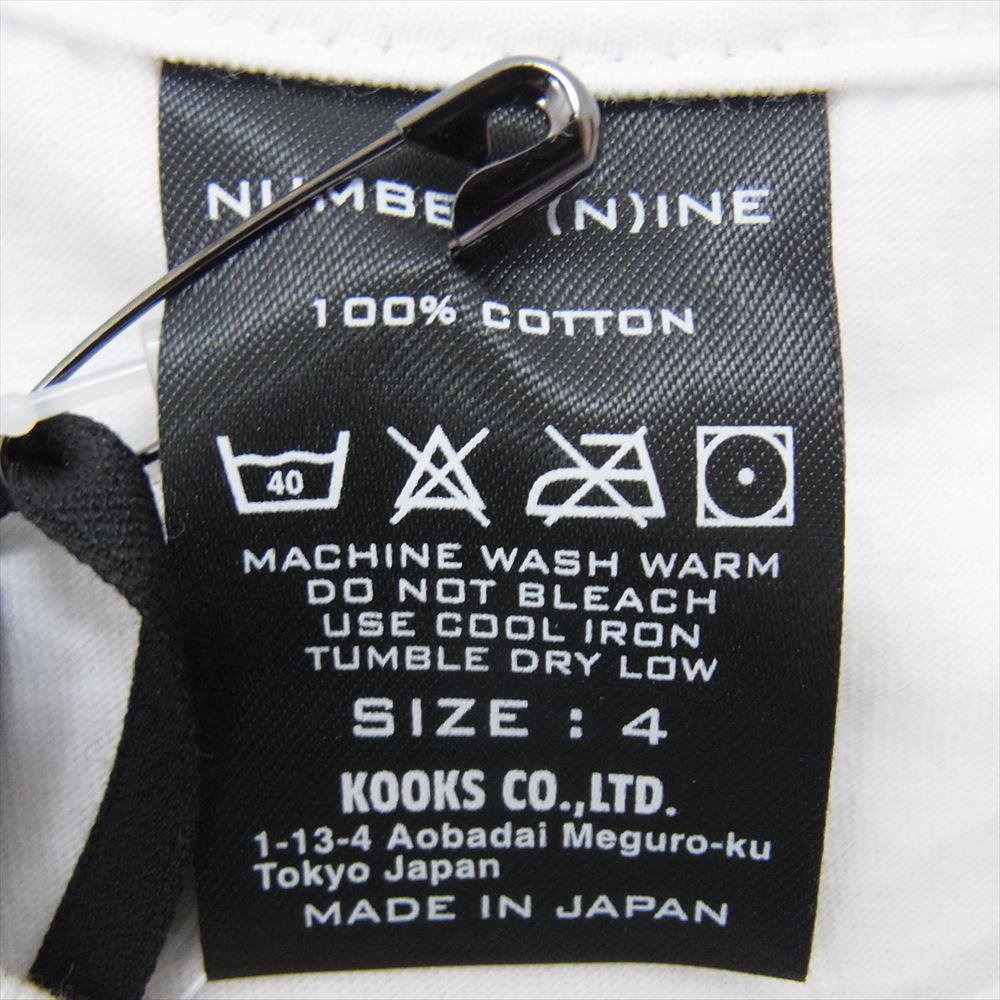 NUMBE (N)INE
100% COTTON
40
MACHINE WASH WARM
DO NOT BLEACH
USE COOL IRON
TUMBLE DRY LOW
SIZE : 4
KOOKS CO.,LTD.
1-13-4 Aobadai Meguro-ku
Tokyo Japan
MADE IN JAPAN